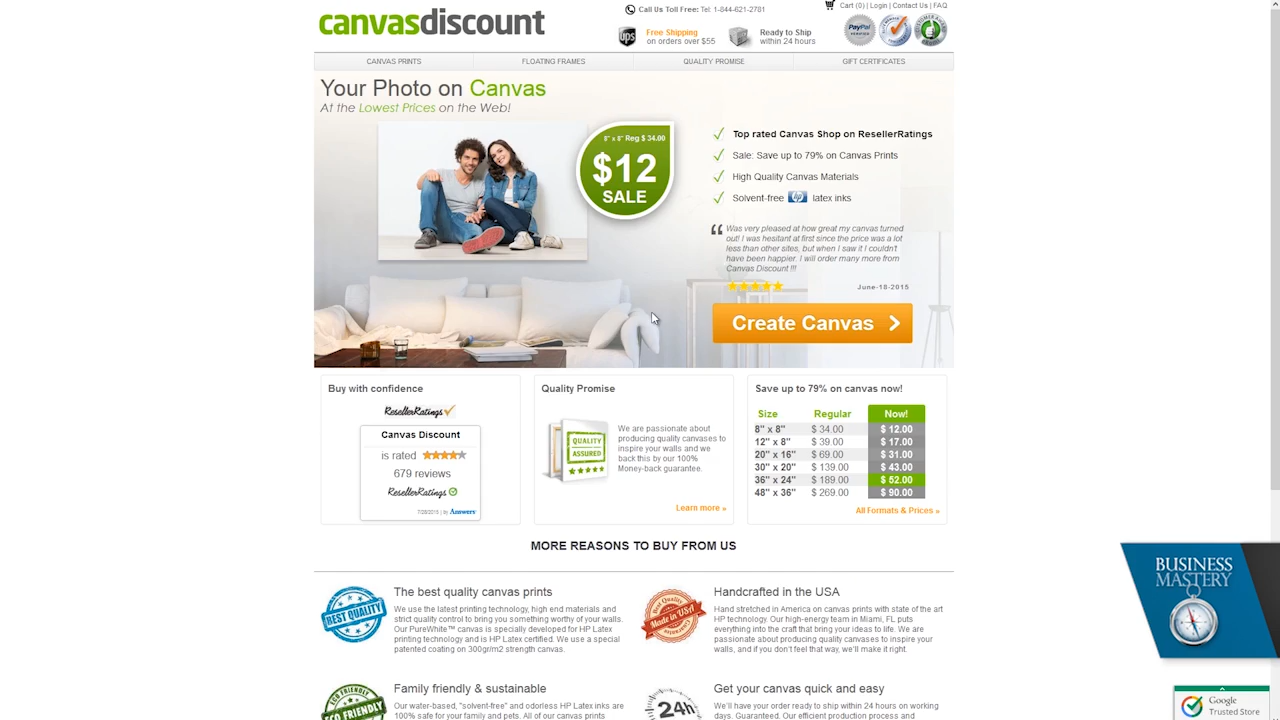 canvasdiscount
Call Us Toll Free: Tel: 1-844-621-2781
Cart (0) | Login | Contact Us | FAQ
Free Shipping
on orders over $55
Ready to Ship
within 24 hours
PayPal
VERIFIED
CANVAS PRINTS
FLOATING FRAMES
QUALITY PROMISE
GIFT CERTIFICATES
Your Photo on Canvas
At the Lowest Prices on the Web!
8" x 8" Reg $ 34.00
$12
SALE
Top rated Canvas Shop on ResellerRatings
Sale: Save up to 79% on Canvas Prints
High Quality Canvas Materials
Solvent-free hp latex inks
Was very pleased at how great my canvas turned
out! I was hesitant at first since the price was a lot
less than other sites, but when I saw it I couldn't
have been happier. I will order many more from
Canvas Discount !!!
June-18-2015
Create Canvas
Buy with confidence
ResellerRatings
Canvas Discount
is rated
679 reviews
ResellerRatings
7/28/2015 | by Answers
Quality Promise
QUALITY
ASSURED
We are passionate about
producing quality canvases to
inspire your walls and we
back this by our 100%
Money-back guarantee.
Learn more »
Save up to 79% on canvas now!
Size Regular Now!
8" x 8" $ 34.00 $ 12.00
12" x 8" $ 39.00 $ 17.00
20" x 16" $ 69.00 $ 31.00
30" x 20" $ 139.00 $ 43.00
36" x 24" $ 189.00 $ 52.00
48" x 36" $ 269.00 $ 90.00
All Formats & Prices »
MORE REASONS TO BUY FROM US
BEST QUALITY
The best quality canvas prints
We use the latest printing technology, high end materials and
strict quality control to bring you something worthy of your walls.
Our PureWhite™ canvas is specially developed for HP Latex
printing technology and is HP Latex certified. We use a special
patented coating on 300gr/m2 strength canvas.
Made in USA
Handcrafted in the USA
Hand stretched in America on canvas prints with state of the art
HP technology. Our high-energy team in Miami, FL puts
everything into the craft that bring your ideas to life. We are
passionate about producing quality canvases to inspire your
walls, and if you don't feel that way, we'll make it right.
ECO FRIENDLY
Family friendly & sustainable
Our water-based, "solvent-free" and odorless HP Latex inks are
100% safe for your family and pets. All of our canvas prints
24h
Get your canvas quick and easy
We'll have your order ready to ship within 24 hours on working
days. Guaranteed. Our efficient production process and
BUSINESS
MASTERY
Google
Trusted Store